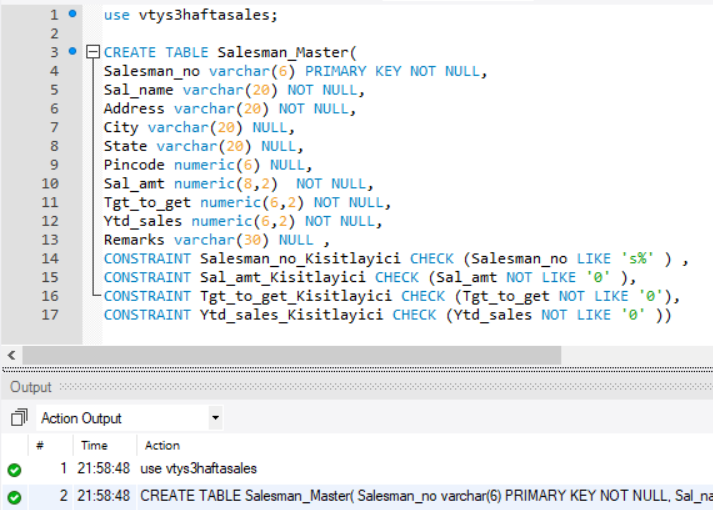 1 use vtys3haftasales;
2
3 CREATE TABLE Salesman_Master(
4 Salesman_no varchar(6) PRIMARY KEY NOT NULL,
5 Sal_name varchar(20) NOT NULL,
6 Address varchar(20) NOT NULL,
7 City varchar(20) NULL,
8 State varchar(20) NULL,
9 Pincode numeric(6) NULL,
10 Sal_amt numeric(8,2)  NOT NULL,
11 Tgt_to_get numeric(6,2) NOT NULL,
12 Ytd_sales numeric(6,2) NOT NULL,
13 Remarks varchar(30) NULL ,
14 CONSTRAINT Salesman_no_Kisitlayici CHECK (Salesman_no LIKE 's%' ) ,
15 CONSTRAINT Sal_amt_Kisitlayici CHECK (Sal_amt NOT LIKE '0' ),
16 CONSTRAINT Tgt_to_get_Kisitlayici CHECK (Tgt_to_get NOT LIKE '0'),
17 CONSTRAINT Ytd_sales_Kisitlayici CHECK (Ytd_sales NOT LIKE '0' ))
Output
Action Output
# Time Action
1 21:58:48 use vtys3haftasales
2 21:58:48 CREATE TABLE Salesman_Master( Salesman_no varchar(6) PRIMARY KEY NOT NULL, Sal_na